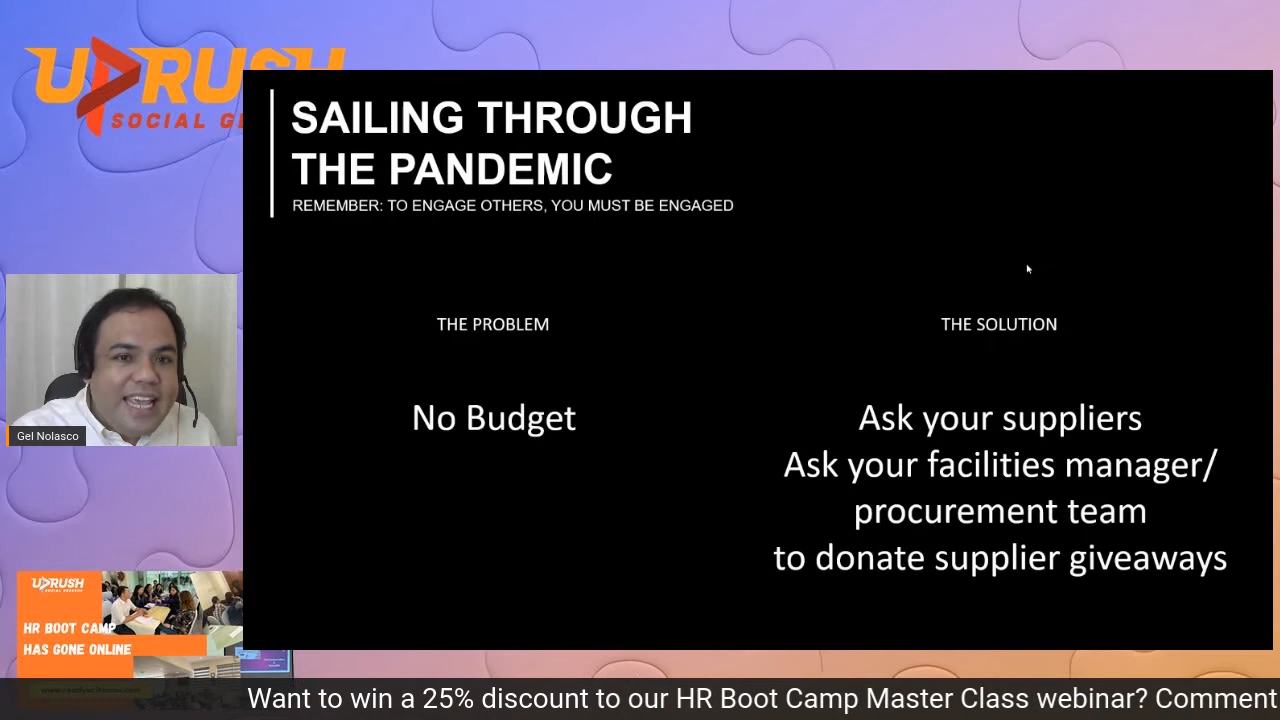 UPRUSH
SOCIAL
SAILING THROUGH
THE PANDEMIC
REMEMBER: TO ENGAGE OTHERS, YOU MUST BE ENGAGED
THE PROBLEM
THE SOLUTION
No Budget
Ask your suppliers
Ask your facilities manager/
procurement team
to donate supplier giveaways
Gel Nolasco
UPRUSH
HR BOOT CAMP
HAS GONE ONLINE
Want to win a 25% discount to our HR Boot Camp Master Class webinar? Comment